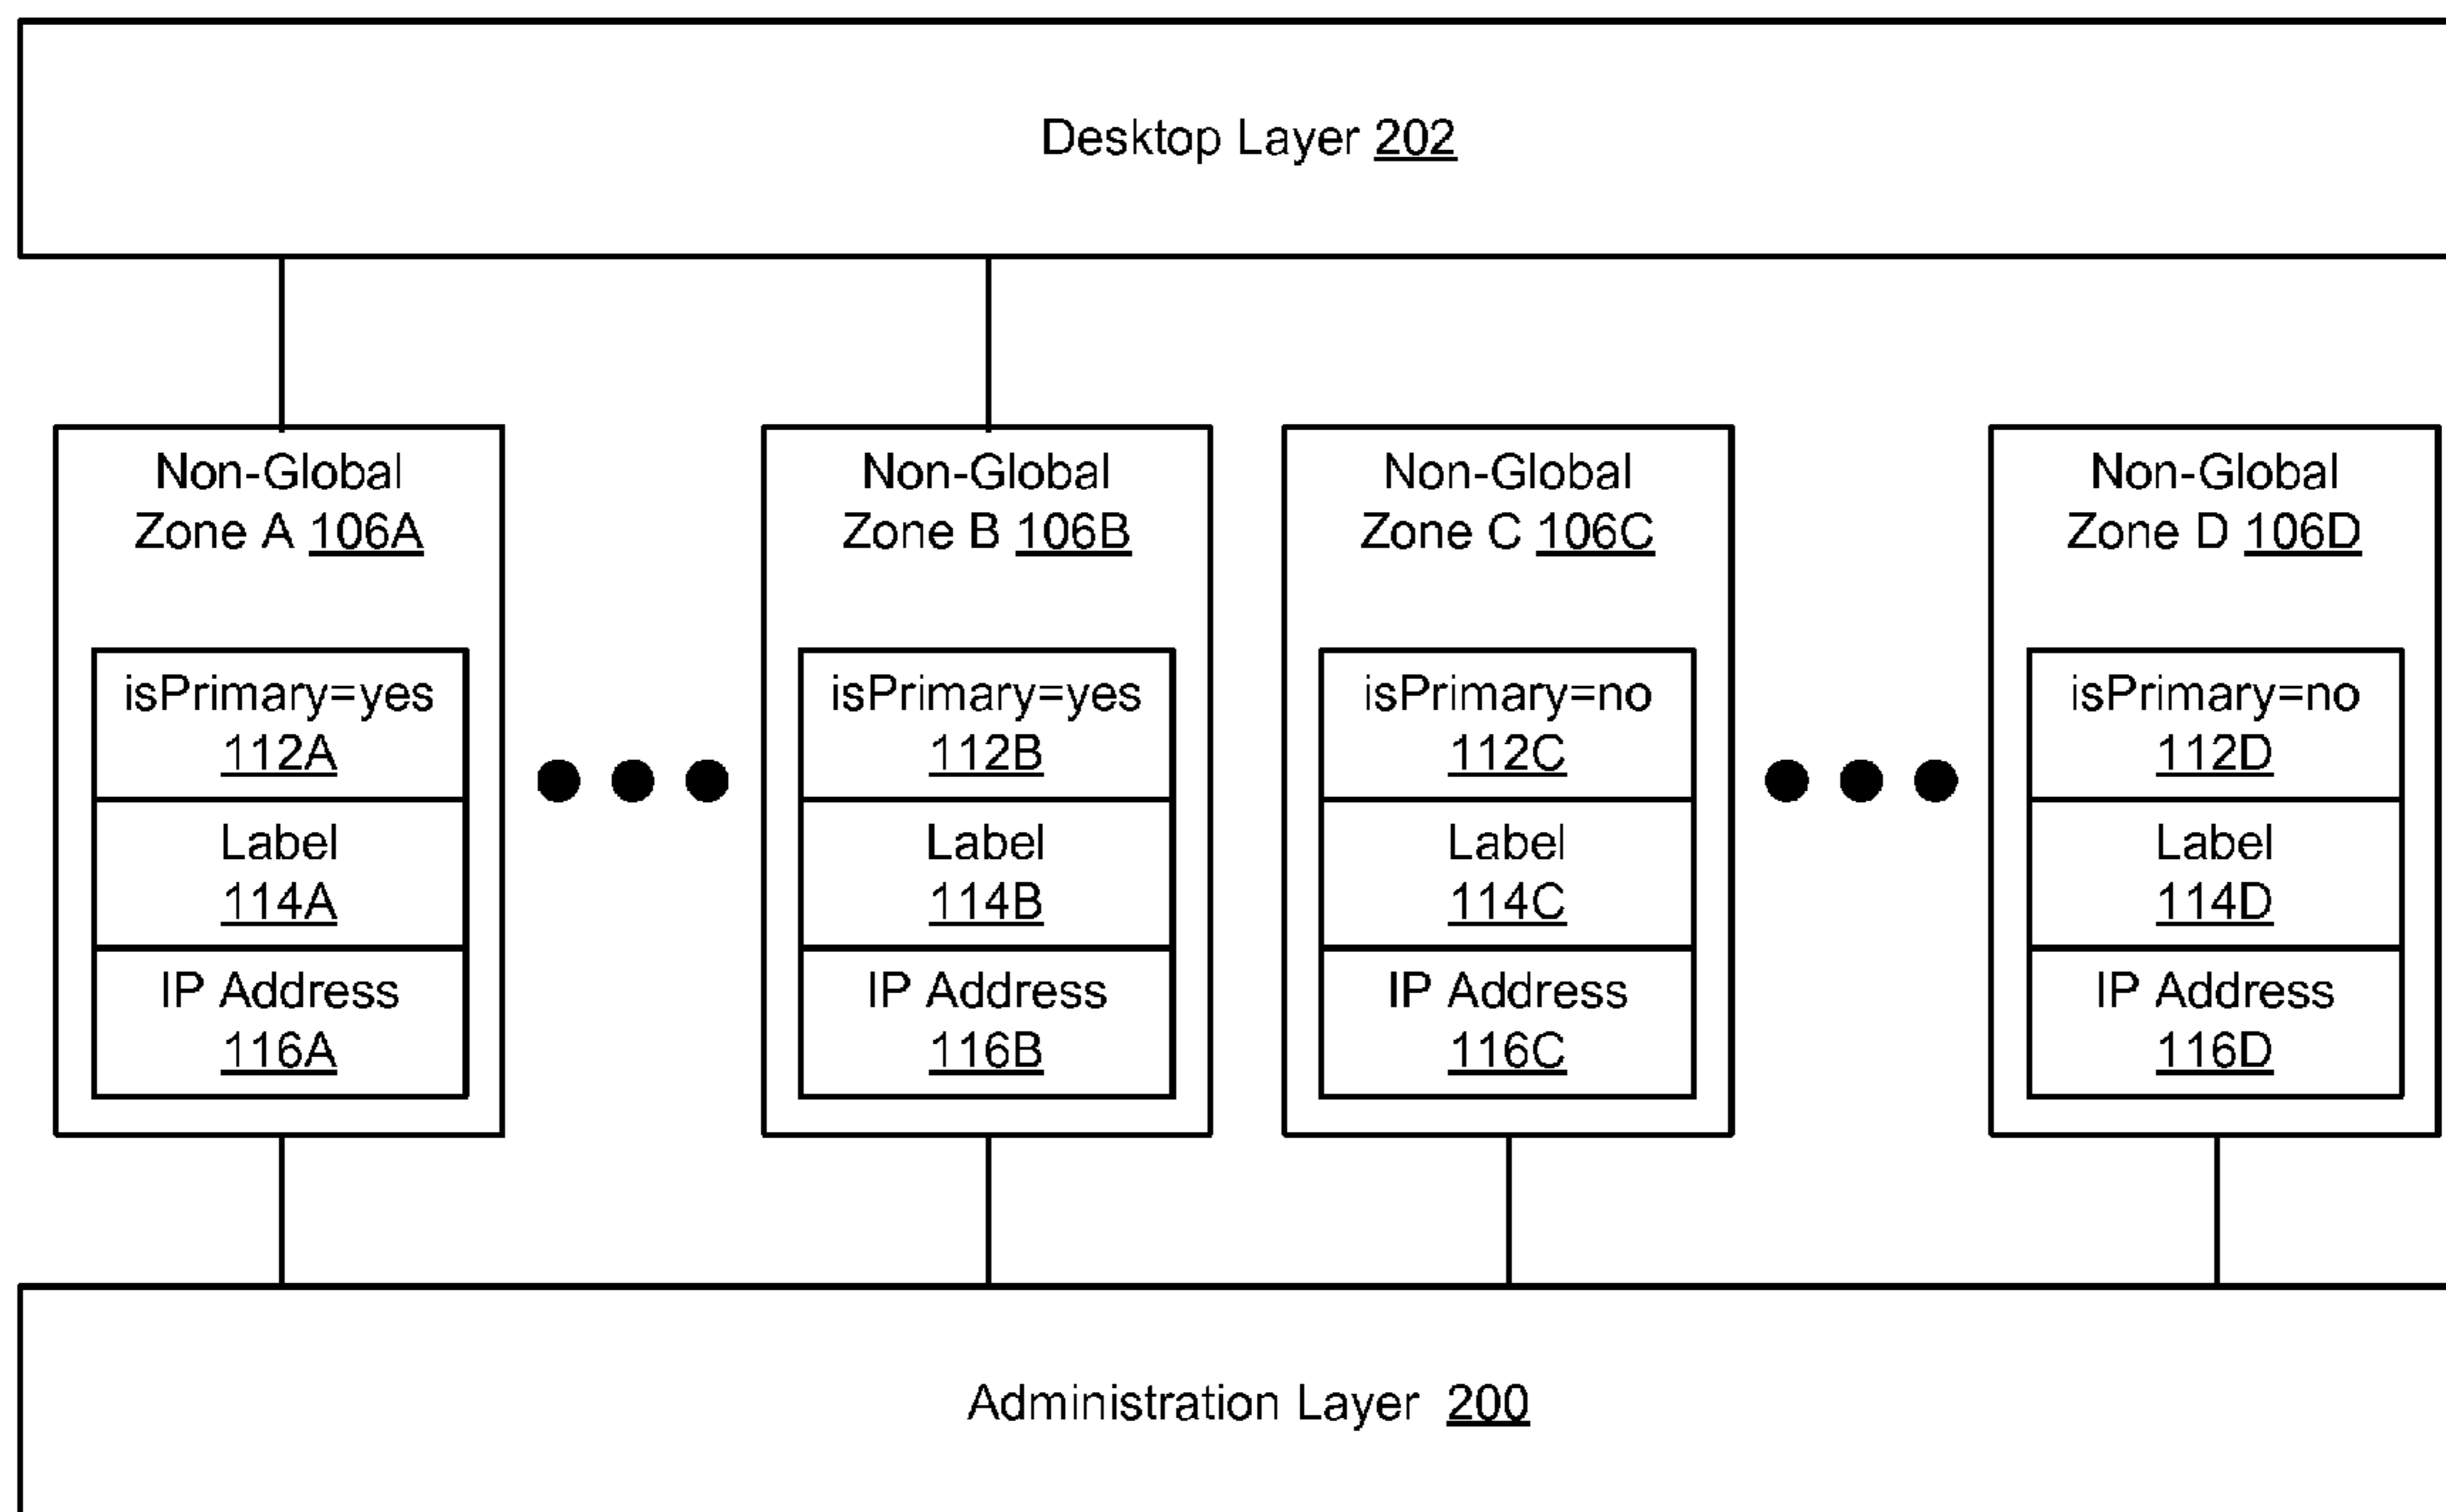 Desktop Layer 202
Non-Global
Zone A 106A
isPrimary=yes
112A
Label
114A
IP Address
116A
Non-Global
Zone B 106B
isPrimary=yes
112B
Label
114B
IP Address
116B
Non-Global
Zone C 106C
isPrimary=no
112C
Label
114C
IP Address
116C
Non-Global
Zone D 106D
isPrimary=no
112D
Label
114D
IP Address
116D
Administration Layer 200